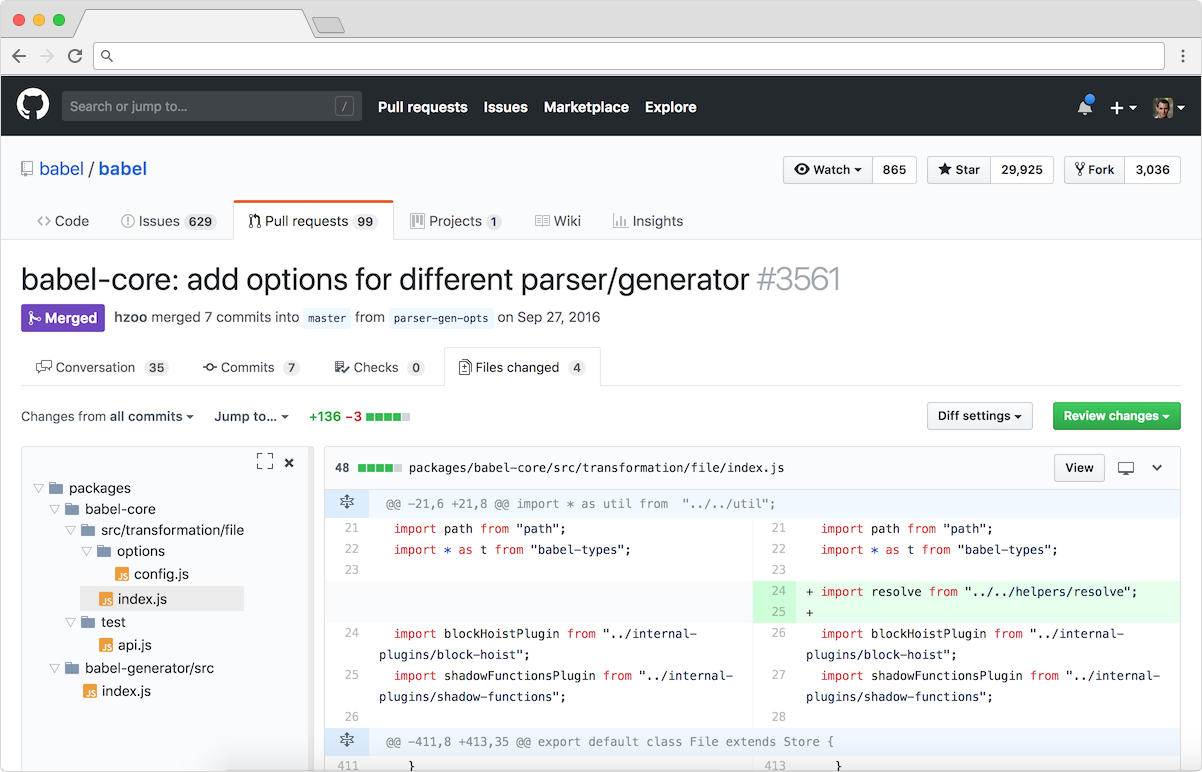 Search or jump to... / Pull requests Issues Marketplace Explore
babel / babel Watch 865 Star 29,925 Fork 3,036
Code Issues 629 Pull requests 99 Projects 1 Wiki Insights
babel-core: add options for different parser/generator #3561
Merged hzoo merged 7 commits into master from parser-gen-opts on Sep 27, 2016
Conversation 35 Commits 7 Checks 0 Files changed 4
Changes from all commits Jump to... +136 −3 Diff settings Review changes
packages
babel-core
src/transformation/file
options
JS config.js
JS index.js
test
JS api.js
babel-generator/src
JS index.js
48 packages/babel-core/src/transformation/file/index.js View
@@ -21,6 +21,8 @@ import * as util from "../../util";
21 import path from "path"; 21 import path from "path";
22 import * as t from "babel-types"; 22 import * as t from "babel-types";
23 23
24 + import resolve from "../../helpers/resolve";
25 +
24 import blockHoistPlugin from "../internal- 26 import blockHoistPlugin from "../internal-
plugins/block-hoist"; plugins/block-hoist";
25 import shadowFunctionsPlugin from "../internal- 27 import shadowFunctionsPlugin from "../internal-
plugins/shadow-functions"; plugins/shadow-functions";
26 28
@@ -411,8 +413,35 @@ export default class File extends Store {
411 } 413 }